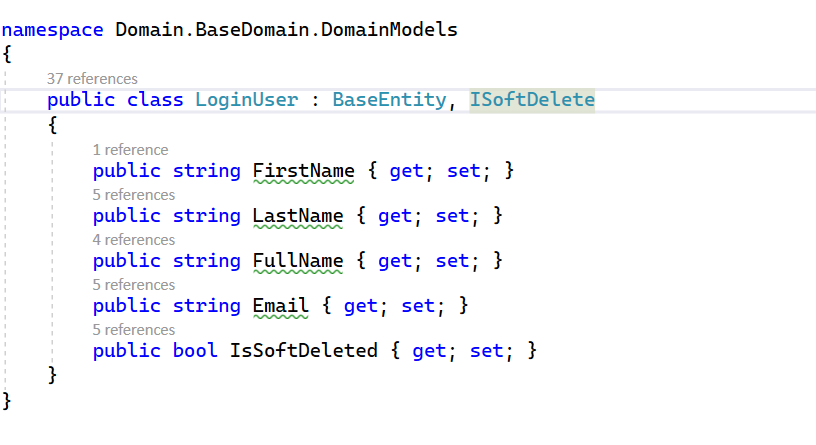 namespace Domain.BaseDomain.DomainModels
{
37 references
public class LoginUser : BaseEntity, ISoftDelete
{
1 reference
public string FirstName { get; set; }
5 references
public string LastName { get; set; }
4 references
public string FullName { get; set; }
5 references
public string Email { get; set; }
5 references
public bool IsSoftDeleted { get; set; }
}
}